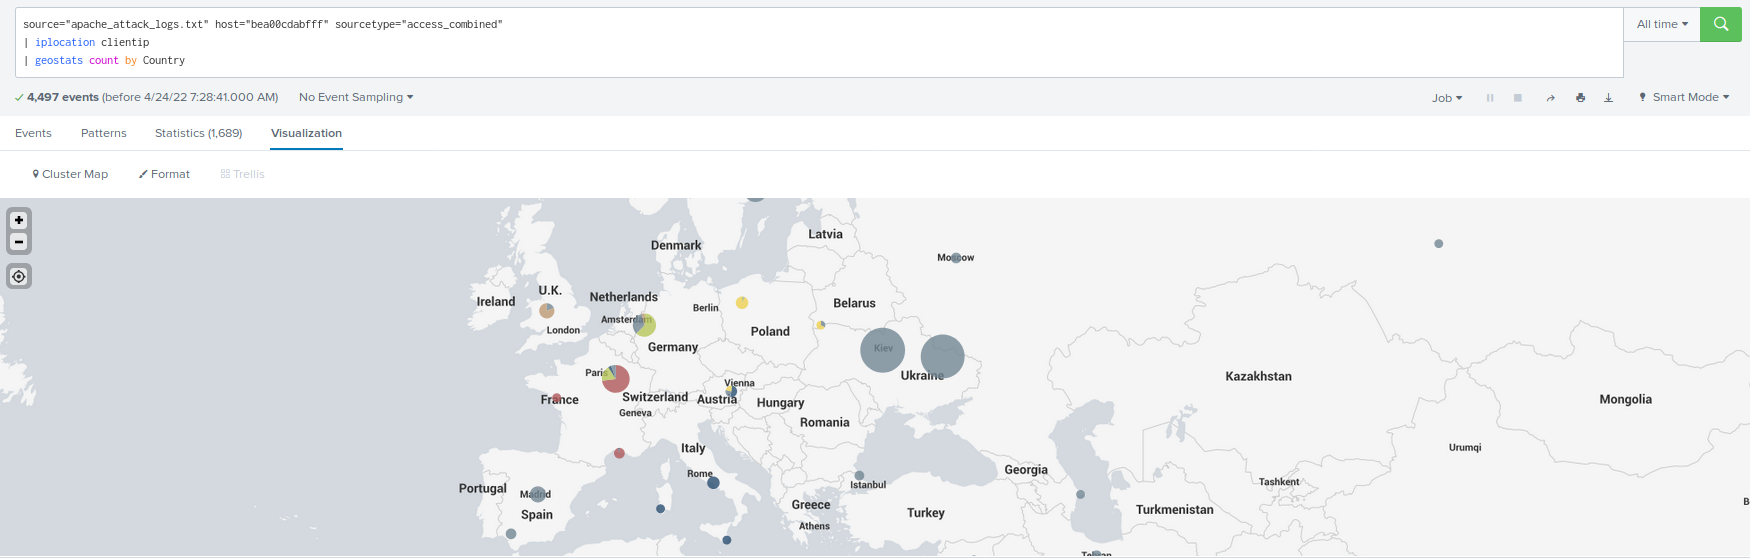 source="apache_attack_logs.txt" host="bea00cdabfff" sourcetype="access_combined"
| iplocation clientip
| geostats count by Country
All time
4,497 events (before 4/24/22 7:28:41.000 AM)
No Event Sampling
Job
Smart Mode
Events
Patterns
Statistics (1,689)
Visualization
Cluster Map
Format
Trellis
+
−
Latvia
Denmark
Moscow
U.K.
Netherlands
Ireland
Berlin
Belarus
Amsterdam
London
Poland
Germany
Kiev
Paris
Ukraine
Kazakhstan
Vienna
France
Switzerland
Austria
Hungary
Mongolia
Geneva
Romania
Italy
Urumqi
Rome
Georgia
Istanbul
Tashkent
Portugal
Madrid
Greece
Turkey
Turkmenistan
B
Spain
Athens
Tehran